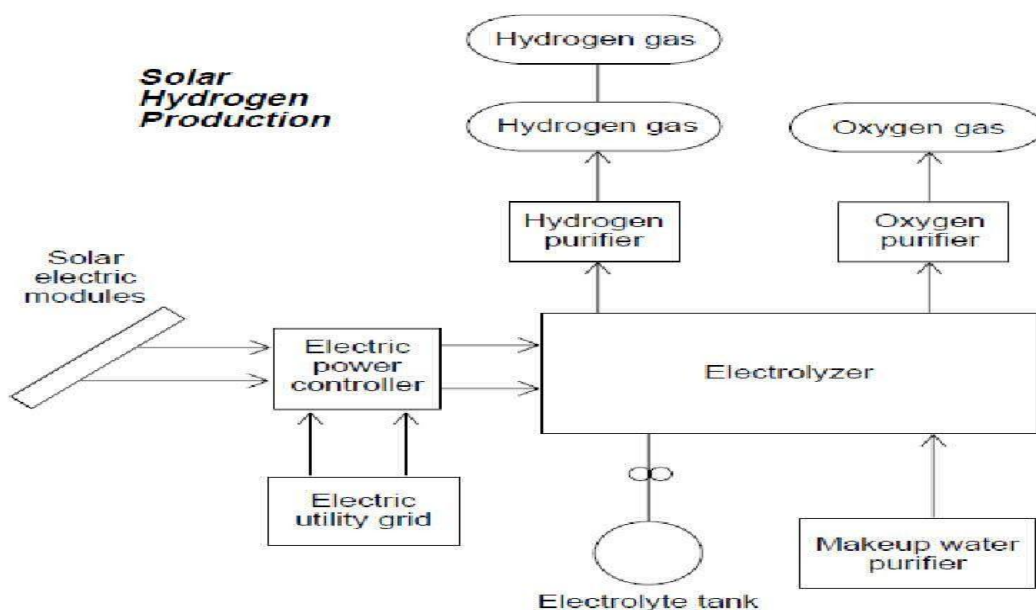 Solar
Hydrogen
Production
Hydrogen gas
Hydrogen gas
Oxygen gas
Hydrogen
purifier
Oxygen
purifier
Solar
electric
modules
Electric
power
controller
Electrolyzer
Electric
utility grid
Electrolyte tank
Makeup water
purifier